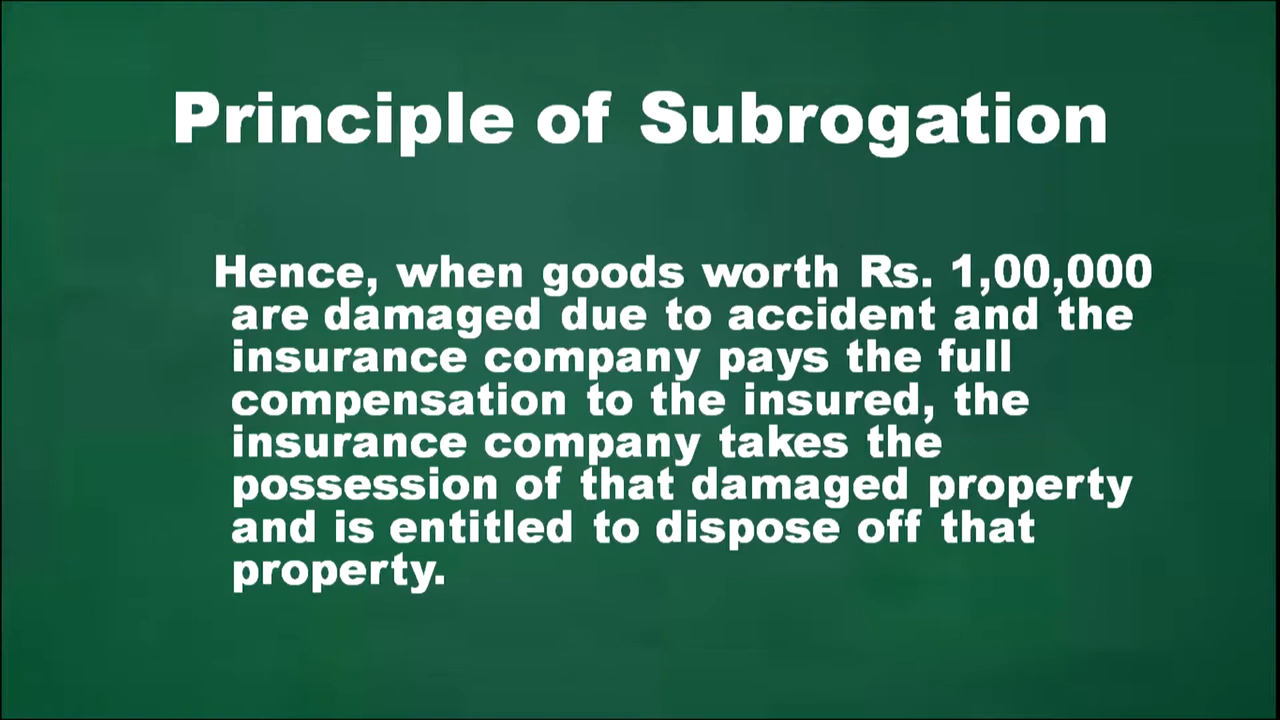 Principle of Subrogation
Hence, when goods worth Rs. 1,00,000
are damaged due to accident and the
insurance company pays the full
compensation to the insured, the
insurance company takes the
possession of that damaged property
and is entitled to dispose off that
property.